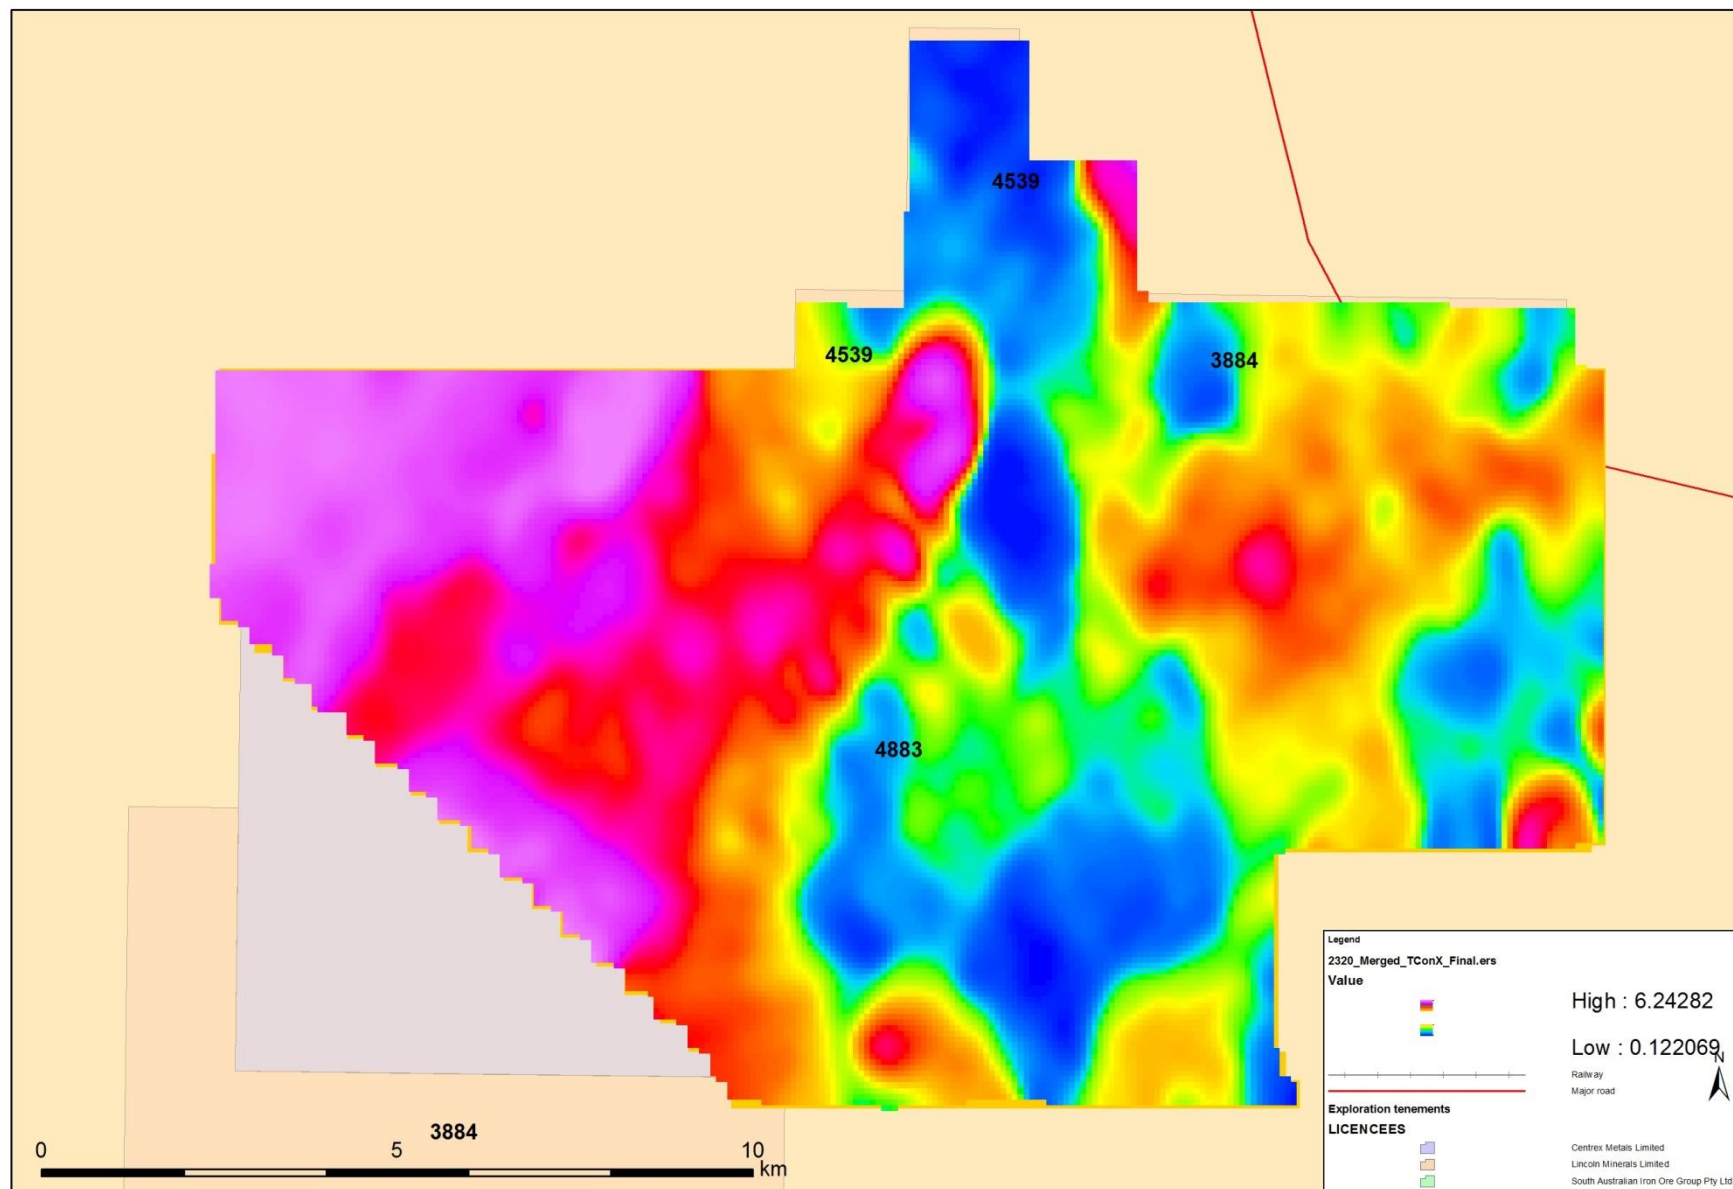 4539
4539
3884
4883
3884
0 5 10
km
Legend
2320_Merged_TConX_Final.ers
Value
High : 6.24282
Low : 0.122069
N
Railway
Major road
Exploration tenements
LICENCEES
Centrex Metals Limited
Lincoln Minerals Limited
South Australian Iron Ore Group Pty Ltd